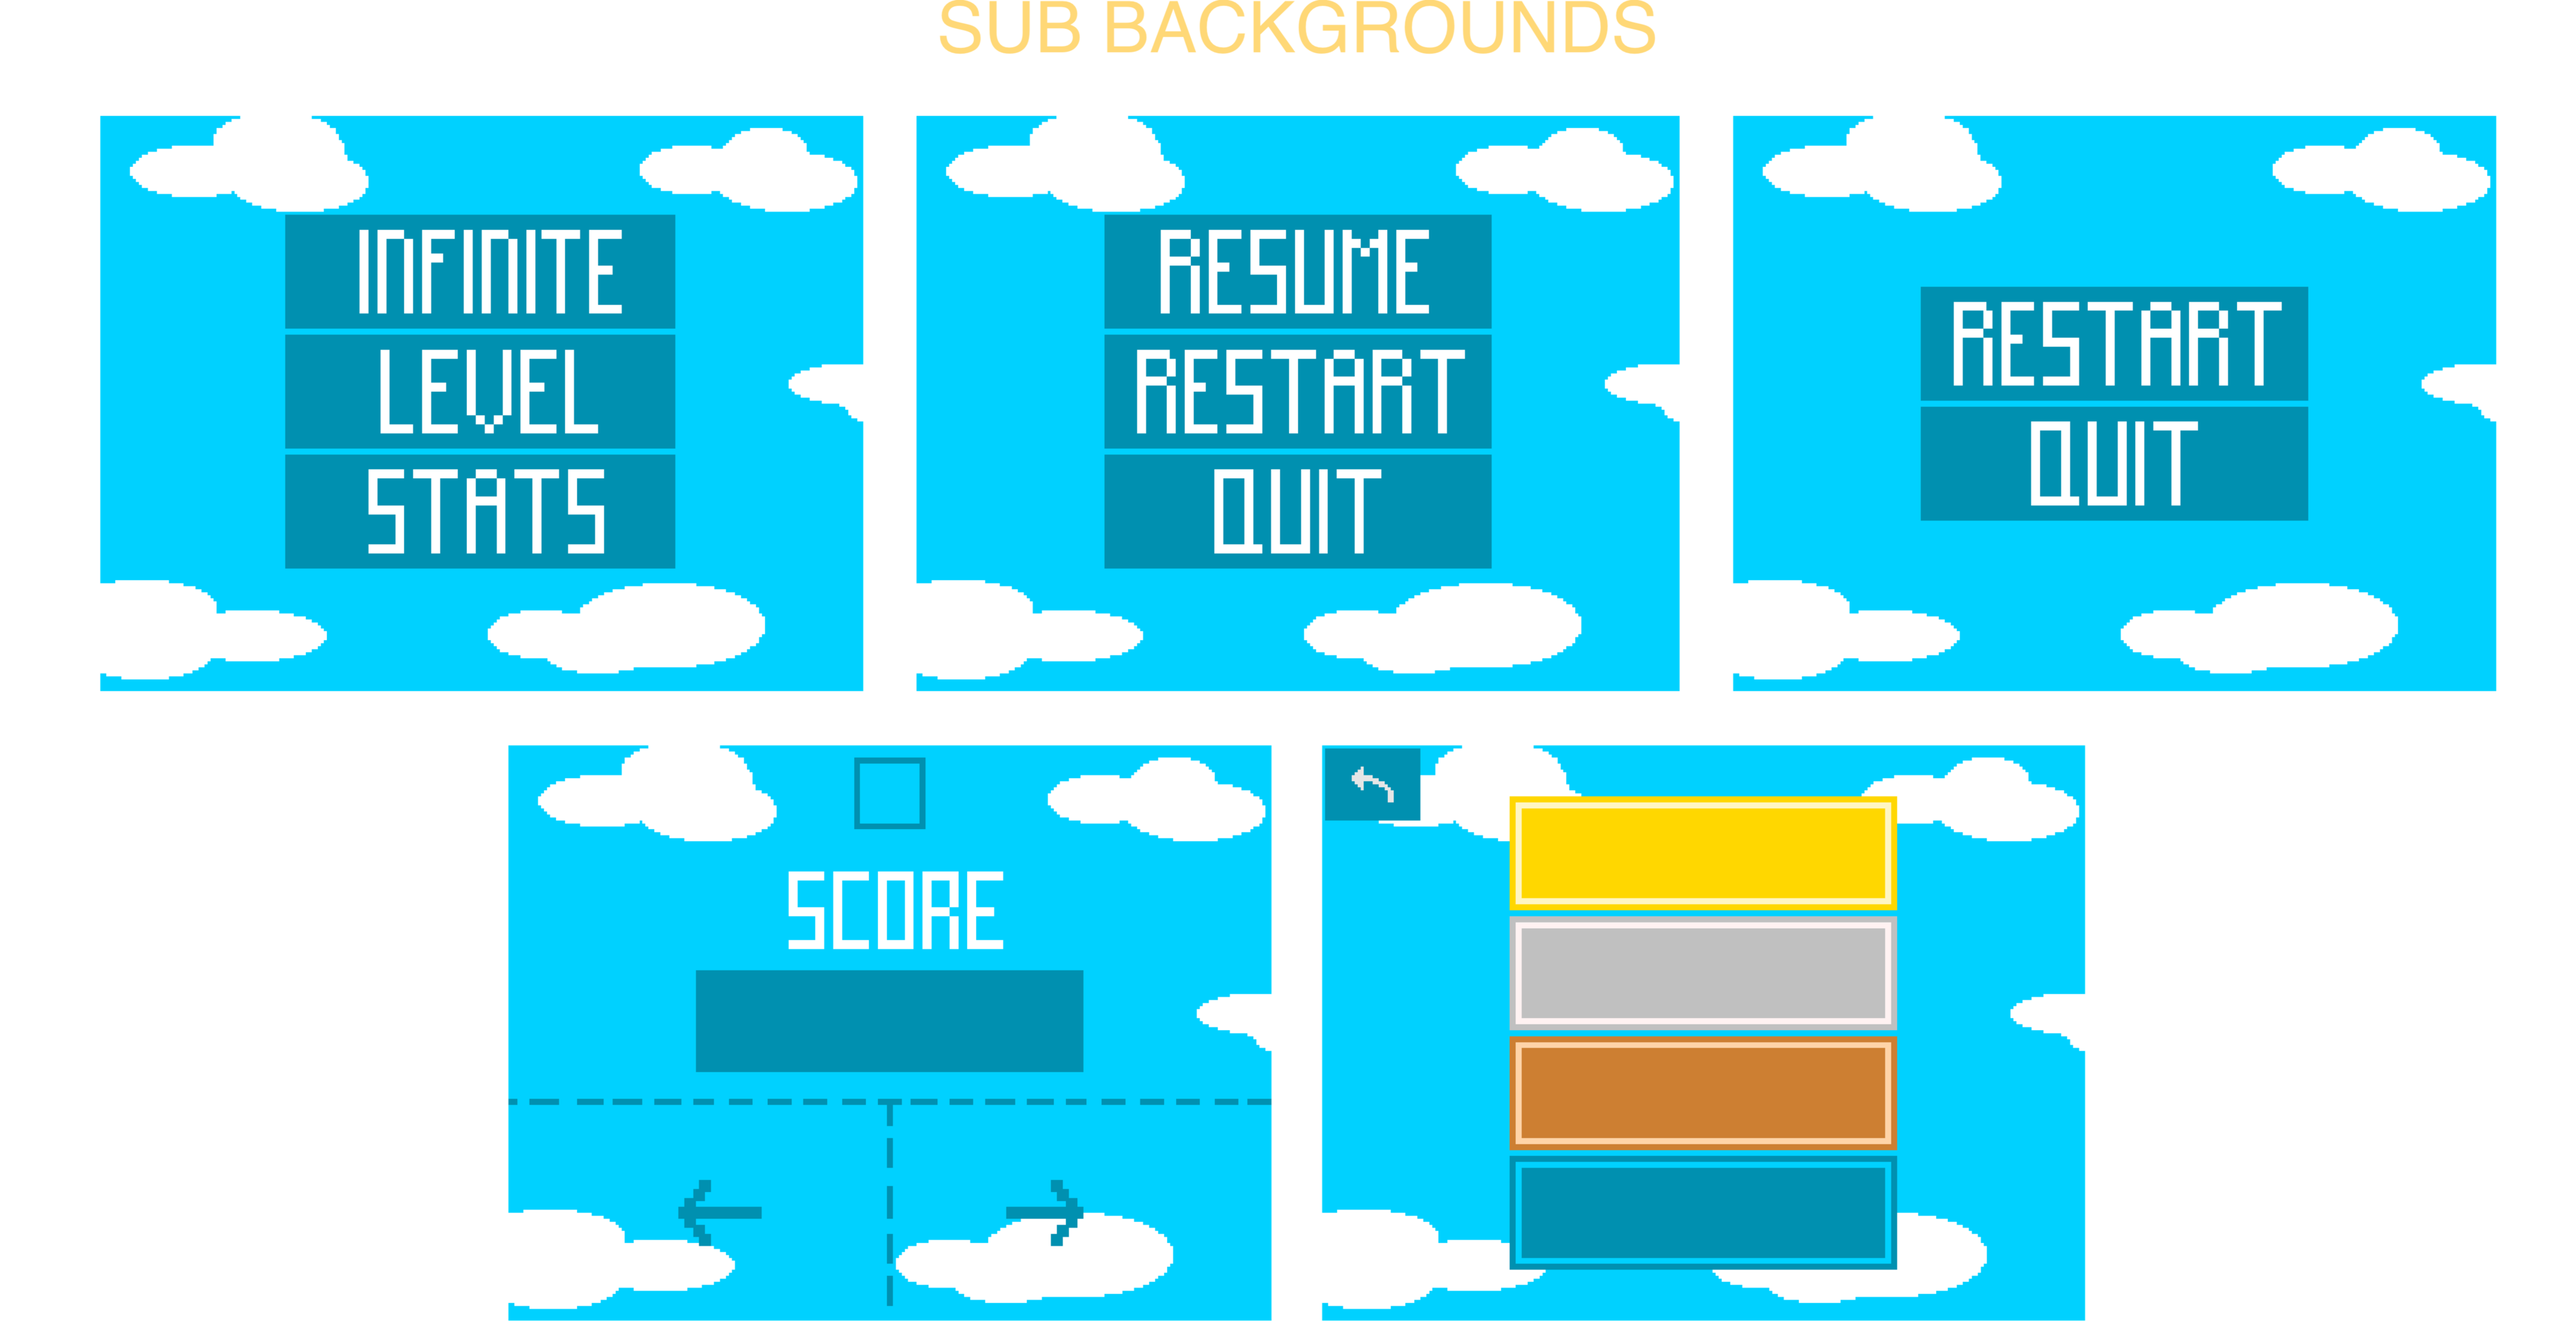 SUB BACKGROUNDS
INFINITE
LEVEL
STATS
RESUME
RESTART
QUIT
RESTART
QUIT
SCORE